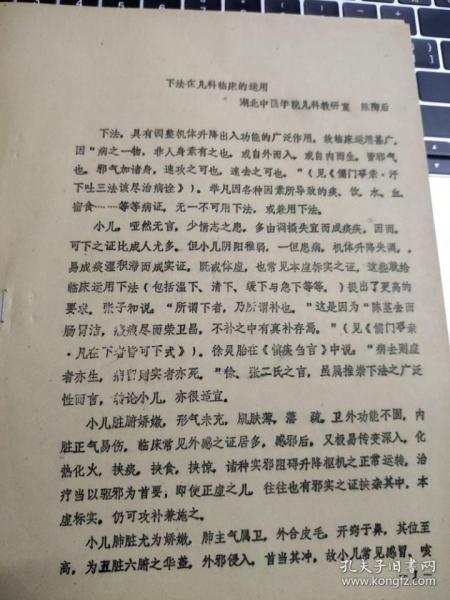 下法在儿科临床的运用
湖北中医学院儿科教研室 陈陶后
下法，具有调整机体升降出入功能的广泛作用，故临床运用甚广。
因“病之一物，非人身素有之也。或自外而入，或自内而生，皆邪气
也。邪气加诸身，速攻之可也，速去之可也。”（《儒门事亲·汗
下吐三法该尽治病诠》）。举凡因各种因素所导致的痰、饮、水、血
宿食……等等病证，无一不可用下法，或兼用下法。
小儿，哑然无言，少情志之患，多由调摄失宜而成疾疾，因而，
可下之证比成人尤多。但小儿阴阳稚弱，一但患病，机体升降失调，
易成痰湿积滞而成实证。既成体虚，也常见本虚标实之证。这些就给
临床运用下法（包括温下、清下、缓下与急下等等。）提出了更高的
要求。张子和说：“所谓下者，乃所谓补也。”这是因为“陈莝去而
肠胃洁，癥瘕尽而荣卫昌，不补之中有真补存焉。”（见《儒门事亲
·凡在下者皆可下式》）。徐灵胎在《慎疾刍言》中说：“病去则虚
者亦生，病留则实者亦死。”徐、张二氏之言，虽属推崇下法之广泛
性而言，移论小儿，亦很适宜。
小儿脏腑娇嫩，形气未充，肌肤薄，藩 疏，卫外功能不固，内
脏正气易伤，临床常见外感之证居多，感邪后，又极易传变深入，化
热化火，挟痰，挟食，挟惊，诸种实邪阻碍升降枢机之正常运转，治
疗当以驱邪为首要，即使正虚之儿，往往也有邪实之证挟杂其中，本
虚标实，仍可攻补兼施之。
小儿肺脏尤为娇嫩，肺主气属卫，外合皮毛，开窍于鼻，其位至
高，为五脏六腑之华盖，外邪侵入，首当其冲，故小儿常见感冒、咳
- 1 -
孔夫子旧书网
kongfz.com